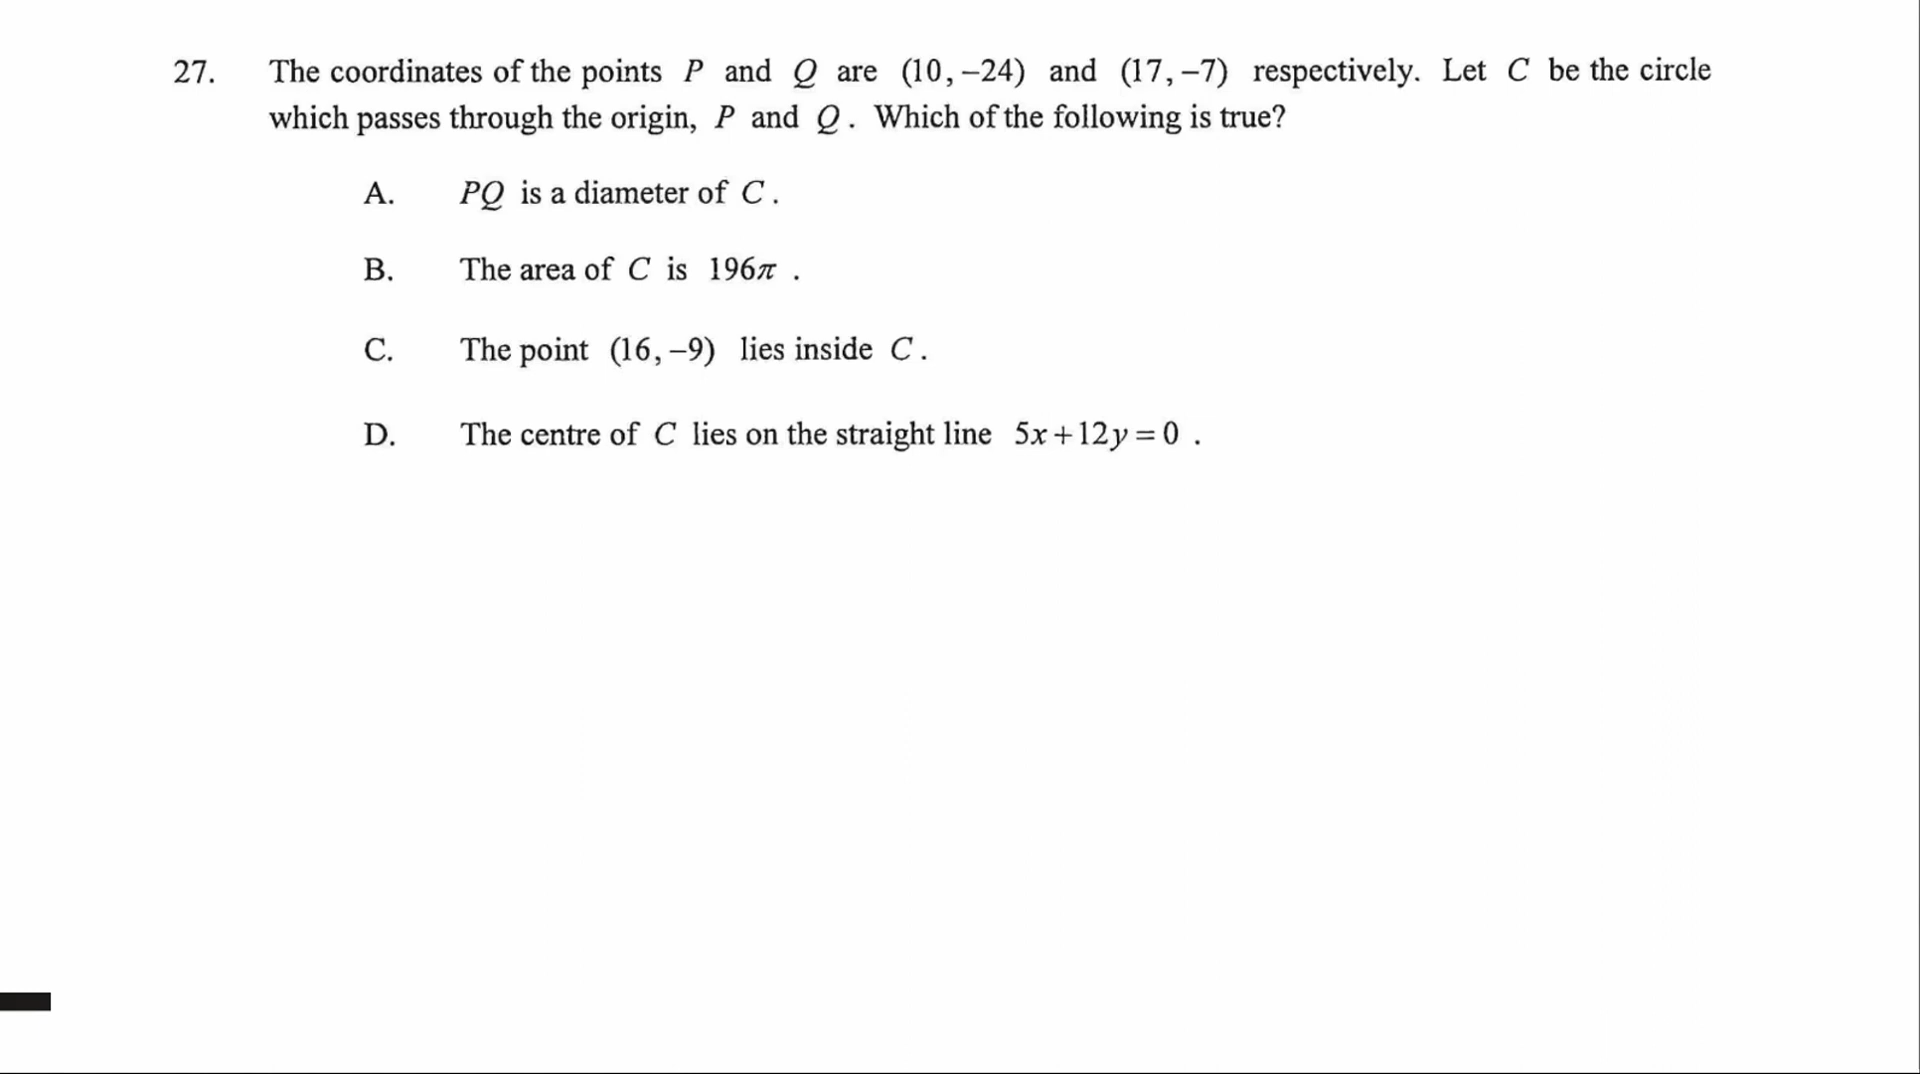 27. The coordinates of the points P and Q are (10, −24) and (17, −7) respectively. Let C be the circle
which passes through the origin, P and Q. Which of the following is true?
A. PQ is a diameter of C.
B. The area of C is 196π .
C. The point (16, −9) lies inside C.
D. The centre of C lies on the straight line 5x+12y=0 .